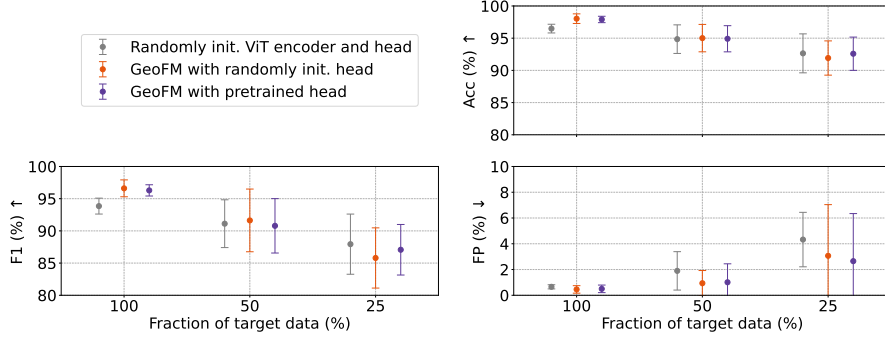 Randomly init. ViT encoder and head
GeoFM with randomly init. head
GeoFM with pretrained head
Acc (%) ↑
100
95
90
85
80
F1 (%) ↑
100
95
90
85
80
100 50 25
Fraction of target data (%)
FP (%) ↓
10
8
6
4
2
0
100 50 25
Fraction of target data (%)